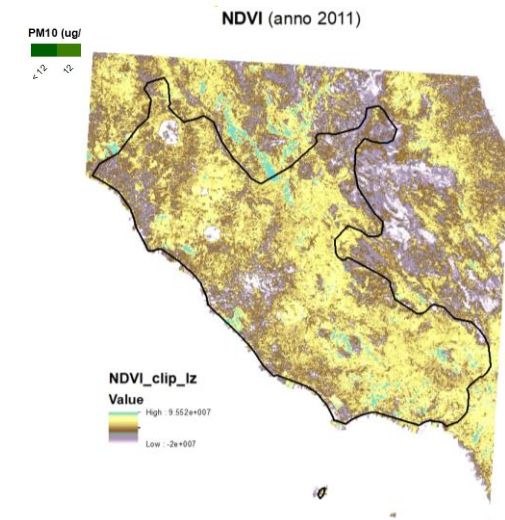 NDVI (anno 2011)
PM10 (ug/
<12
12
NDVI_clip_lz
Value
High : 9.552e+007
Low : -2e+007